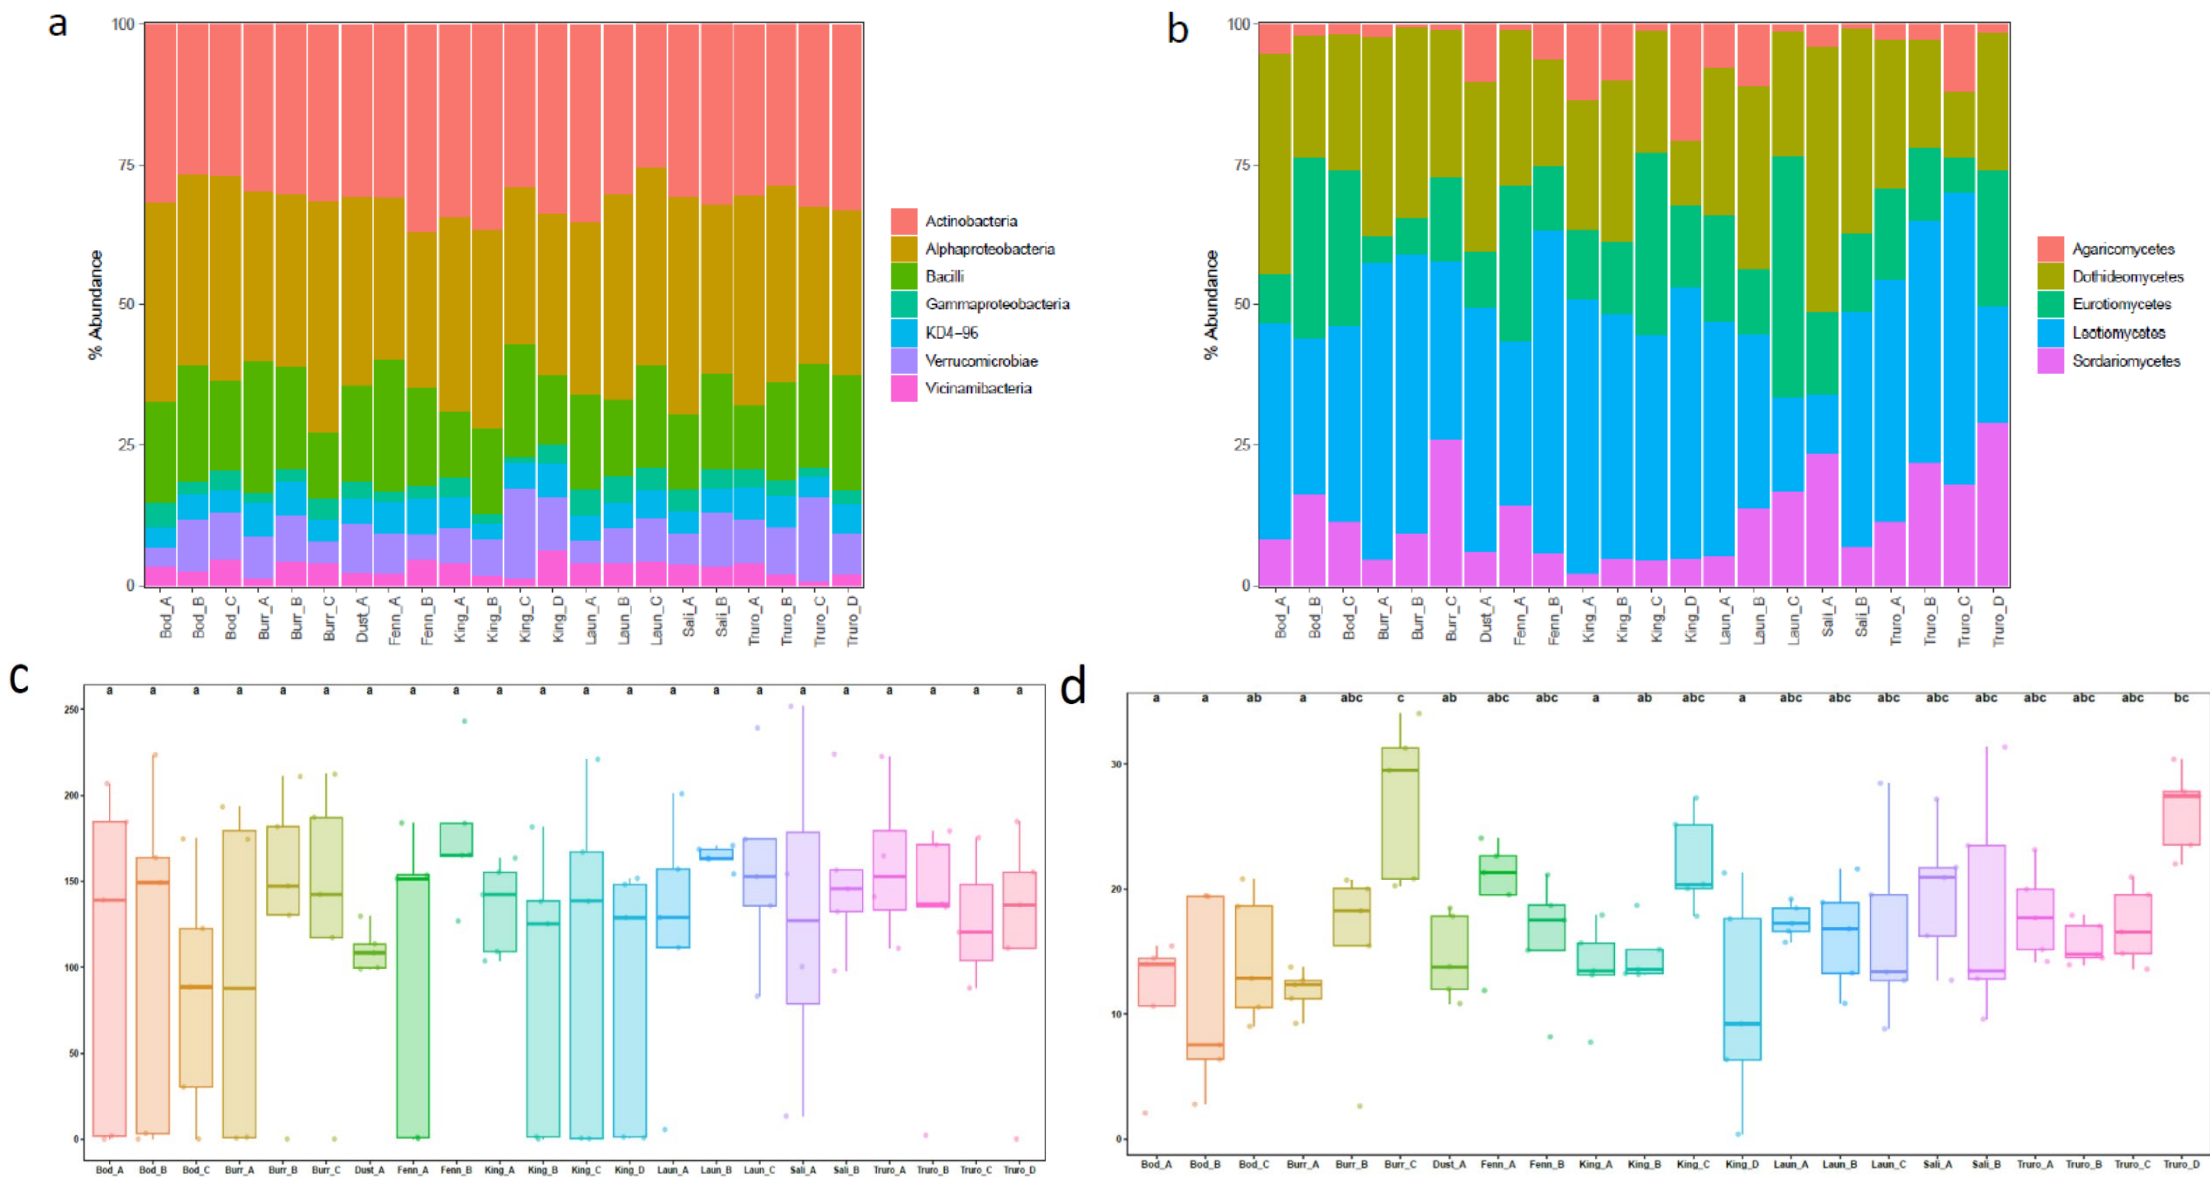 a
100
75
50
25
0
% Abundance
Bod_A Bod_B Bod_C Burr_A Burr_B Burr_C Dust_A Fenn_A Fenn_B King_A King_B King_C King_D Laun_A Laun_B Laun_C Sali_A Sali_B Truro_A Truro_B Truro_C Truro_D
Actinobacteria
Alphaproteobacteria
Bacilli
Gammaproteobacteria
KD4-96
Verrucomicrobiae
Vicinamibacteria
b
100
75
50
25
0
% Abundance
Bod_A Bod_B Bod_C Burr_A Burr_B Burr_C Dust_A Fenn_A Fenn_B King_A King_B King_C King_D Laun_A Laun_B Laun_C Sali_A Sali_B Truro_A Truro_B Truro_C Truro_D
Agaricomycetes
Dothideomycetes
Eurotiomycetes
Leotiomycetes
Sordariomycetes
c
a a a a a a a a a a a a a a a a a a a a a a
250
200
150
100
50
0
Bod_A Bod_B Bod_C Burr_A Burr_B Burr_C Dust_A Fenn_A Fenn_B King_A King_B King_C King_D Laun_A Laun_B Laun_C Sali_A Sali_B Truro_A Truro_B Truro_C Truro_D
d
a a ab a abc c ab abc abc a ab abc a abc abc abc abc abc abc abc abc bc
30
20
10
0
Bod_A Bod_B Bod_C Burr_A Burr_B Burr_C Dust_A Fenn_A Fenn_B King_A King_B King_C King_D Laun_A Laun_B Laun_C Sali_A Sali_B Truro_A Truro_B Truro_C Truro_D